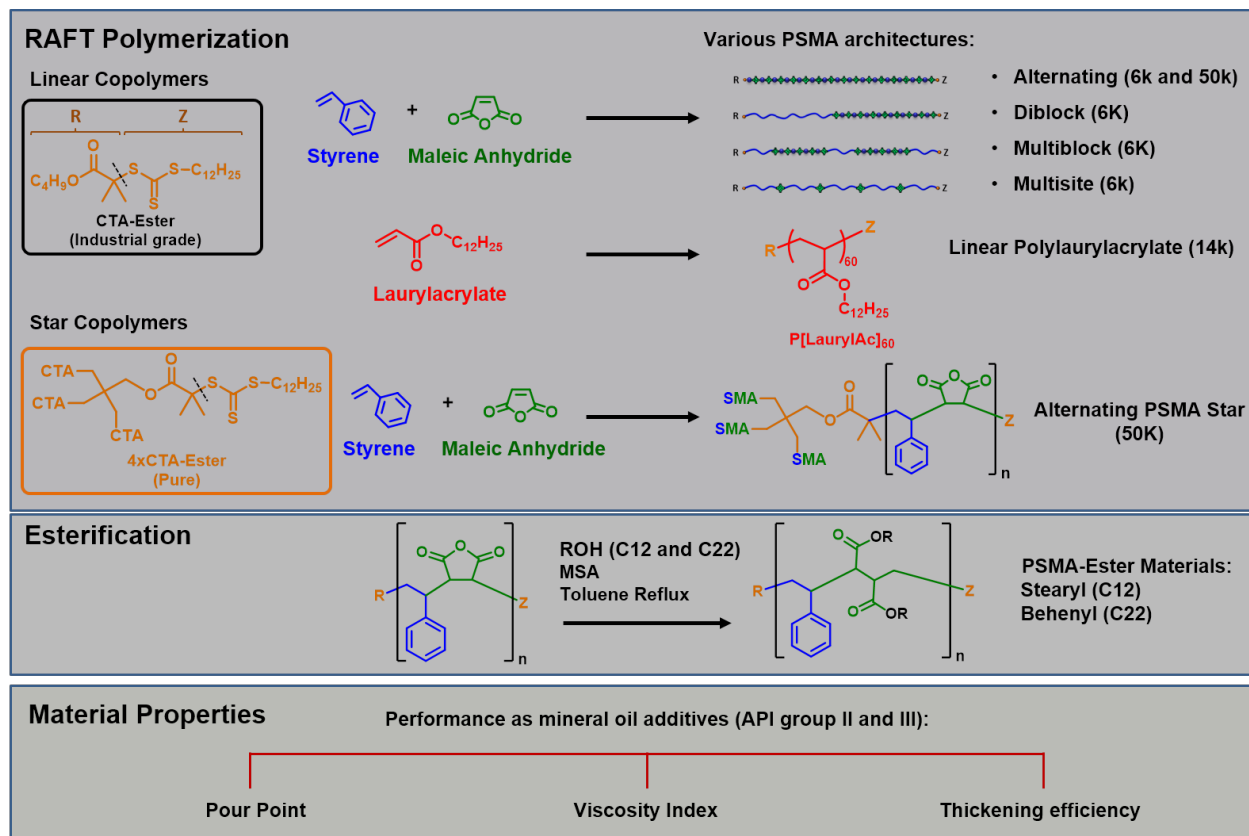 RAFT Polymerization
Linear Copolymers
R Z
O
C4H9O
S S C12H25
S
CTA-Ester
(Industrial grade)
+
O O O
Styrene Maleic Anhydride
Various PSMA architectures:
R Z • Alternating (6k and 50k)
R Z • Diblock (6K)
R Z • Multiblock (6K)
R Z • Multisite (6k)
O C12H25
O
Laurylacrylate
R Z
60
O O
C12H25
P[LaurylAc]60
Linear Polylaurylacrylate (14k)
Star Copolymers
CTA
CTA
CTA
O
O
S S C12H25
S
4xCTA-Ester
(Pure)
+
O O O
Styrene Maleic Anhydride
SMA
SMA
SMA
O
O
O O O
Z
n
Alternating PSMA Star
(50K)
Esterification
O O O
R Z
n
ROH (C12 and C22)
MSA
Toluene Reflux
O OR
R Z
O OR
n
PSMA-Ester Materials:
Stearyl (C12)
Behenyl (C22)
Material Properties
Performance as mineral oil additives (API group II and III):
Pour Point Viscosity Index Thickening efficiency